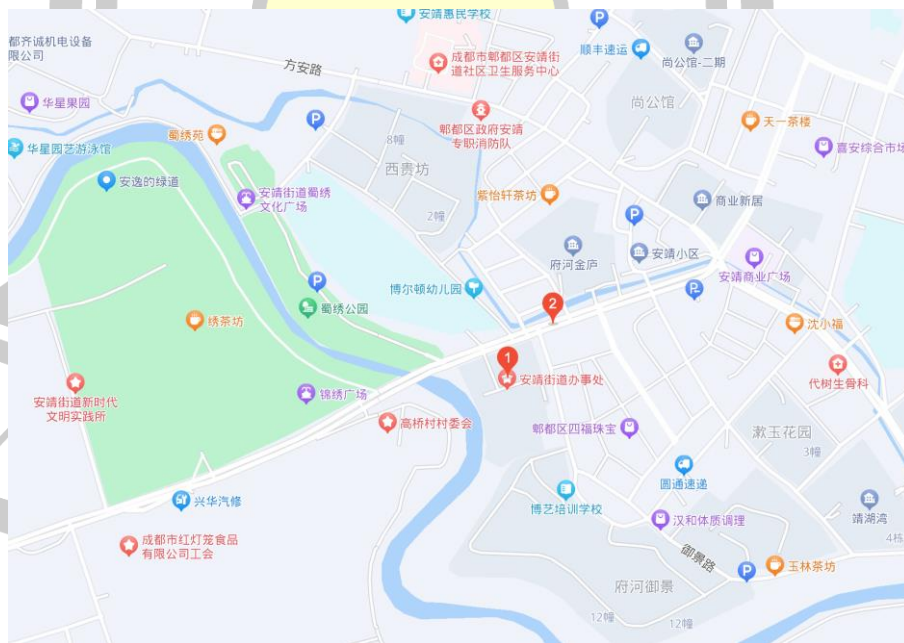 安靖惠民学校
都齐诚机电设备
限公司
顺丰速运
尚公馆-二期
方安路
成都市郫都区安靖街
道社区卫生服务中心
华星果园
尚公馆
蜀绣苑
P
P
郫都区政府安靖
专职消防队
天一茶楼
8幢
华星园艺游泳馆
喜安综合市场
西贵坊
安逸的绿道
安靖街道蜀绣
文化广场
紫怡轩茶坊
商业新居
2幢
P
府河金庐
安靖小区
安靖商业广场
P
博尔顿幼儿园
P
蜀绣公园
2
绣茶坊
沈小福
1
安靖街道办事处
代树生骨科
安靖街道新时代
文明实践所
锦绣广场
高桥村村委会
郫都区四福珠宝
漱玉花园
3幢
圆通速递
兴华汽修
博艺培训学校
靖湖湾
汉和体质调理
4栋
成都市红灯笼食品
有限公司工会
御景路
玉林茶坊
P
府河御景
12幢
12幢